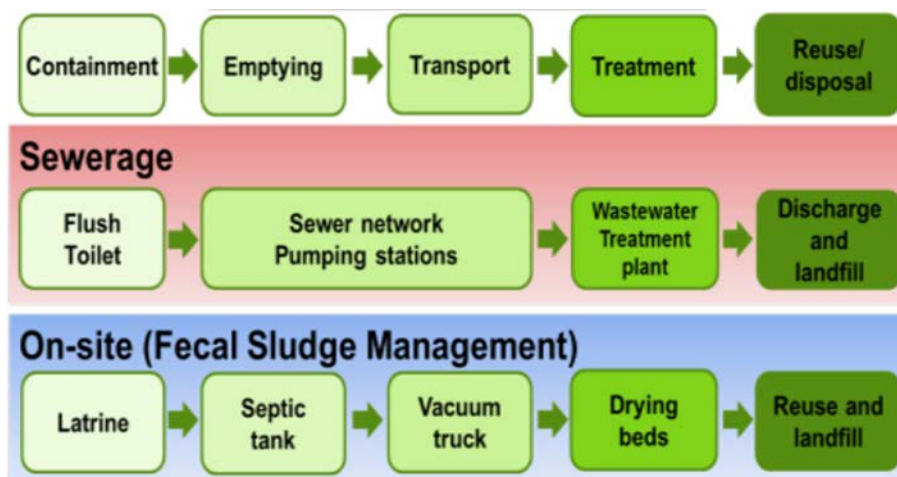 Containment
Emptying
Transport
Treatment
Reuse/
disposal
Sewerage
Flush
Toilet
Sewer network
Pumping stations
Wastewater
Treatment
plant
Discharge
and
landfill
On-site (Fecal Sludge Management)
Latrine
Septic
tank
Vacuum
truck
Drying
beds
Reuse and
landfill